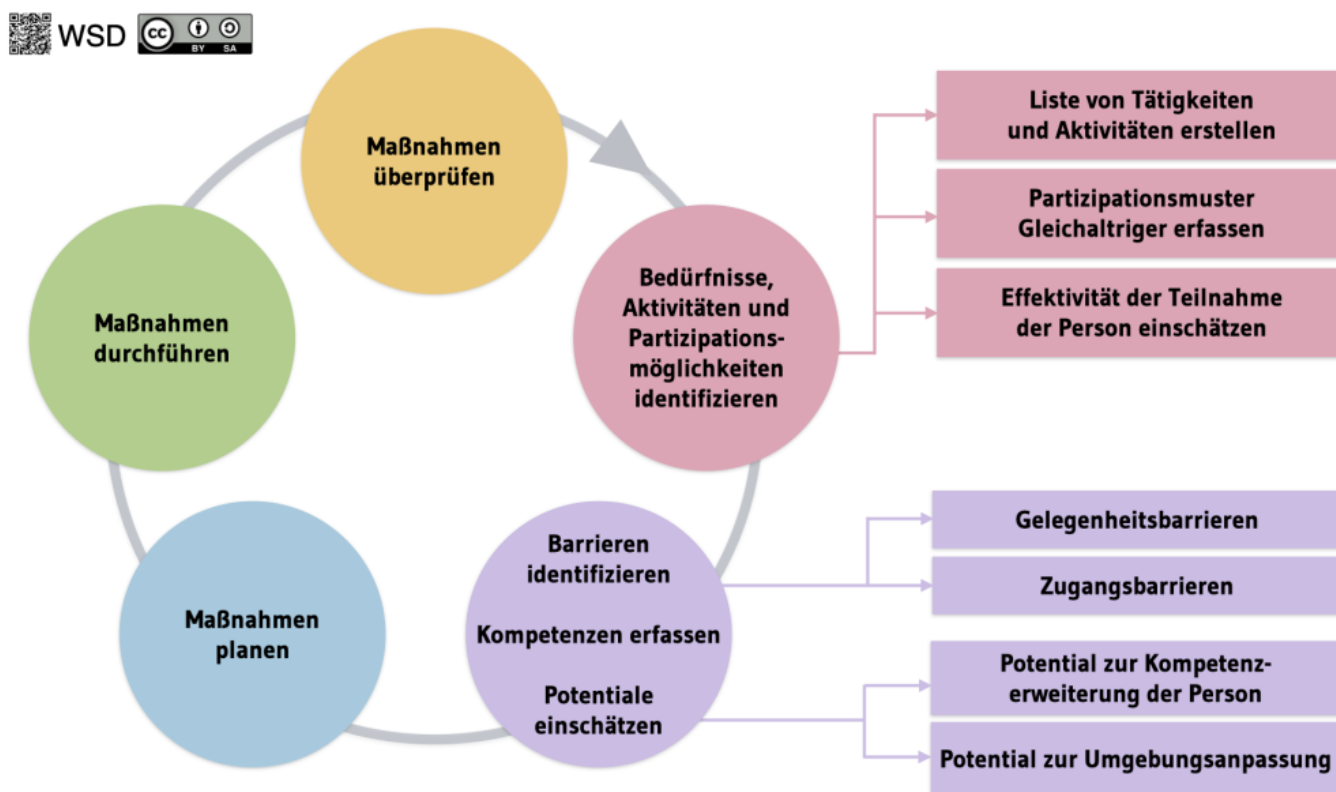 WSD
cc
BY SA
Maßnahmen
überprüfen
Maßnahmen
durchführen
Bedürfnisse,
Aktivitäten und
Partizipations-
möglichkeiten
identifizieren
Liste von Tätigkeiten
und Aktivitäten erstellen
Partizipationsmuster
Gleichaltriger erfassen
Effektivität der Teilnahme
der Person einschätzen
Maßnahmen
planen
Barrieren
identifizieren
Kompetenzen erfassen
Potentiale
einschätzen
Gelegenheitsbarrieren
Zugangsbarrieren
Potential zur Kompetenz-
erweiterung der Person
Potential zur Umgebungsanpassung